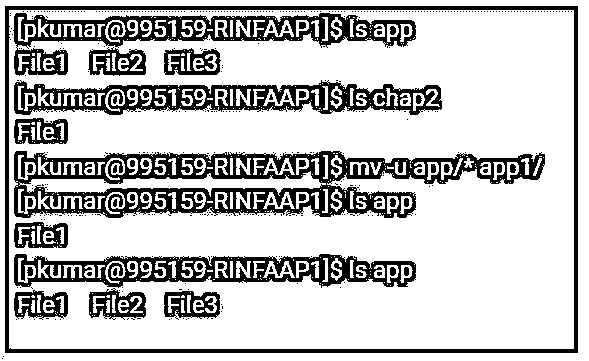 [pkumar@995159-RINFAAP1]$ ls app
File1 File2 File3
[pkumar@995159-RINFAAP1]$ ls chap2
File1
[pkumar@995159-RINFAAP1]$ mv -u app/* app1/
[pkumar@995159-RINFAAP1]$ ls app
File1
[pkumar@995159-RINFAAP1]$ ls app
File1 File2 File3